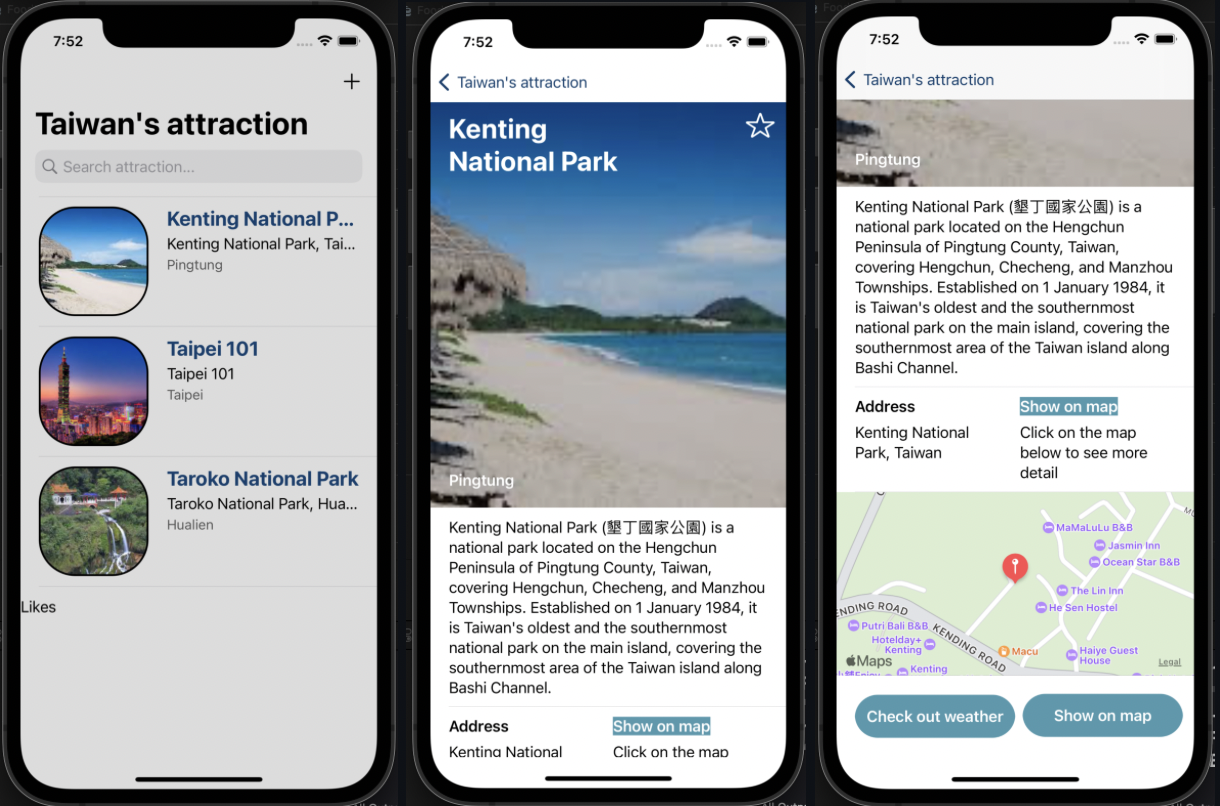 7:52
+
Taiwan's attraction
Search attraction...
Kenting National P...
Kenting National Park, Tai...
Pingtung
Taipei 101
Taipei 101
Taipei
Taroko National Park
Taroko National Park, Hua...
Hualien
Likes
7:52
Taiwan's attraction
Kenting
National Park
Pingtung
Kenting National Park (墾丁國家公園) is a
national park located on the Hengchun
Peninsula of Pingtung County, Taiwan,
covering Hengchun, Checheng, and Manzhou
Townships. Established on 1 January 1984, it
is Taiwan's oldest and the southernmost
national park on the main island, covering the
southernmost area of the Taiwan island along
Bashi Channel.
Address
Show on map
Kenting National
Click on the map
7:52
Taiwan's attraction
Pingtung
Kenting National Park (墾丁國家公園) is a
national park located on the Hengchun
Peninsula of Pingtung County, Taiwan,
covering Hengchun, Checheng, and Manzhou
Townships. Established on 1 January 1984, it
is Taiwan's oldest and the southernmost
national park on the main island, covering the
southernmost area of the Taiwan island along
Bashi Channel.
Address
Show on map
Kenting National
Park, Taiwan
Click on the map
below to see more
detail
MaMaLuLu B&B
Jasmin Inn
Ocean Star B&B
The Lin Inn
He Sen Hostel
ENDING ROAD
Putri Bali B&B
Hotelday+
Kenting
KENDING ROAD
Macu
Haiye Guest
House
Maps
Legal
Kenting
Check out weather
Show on map